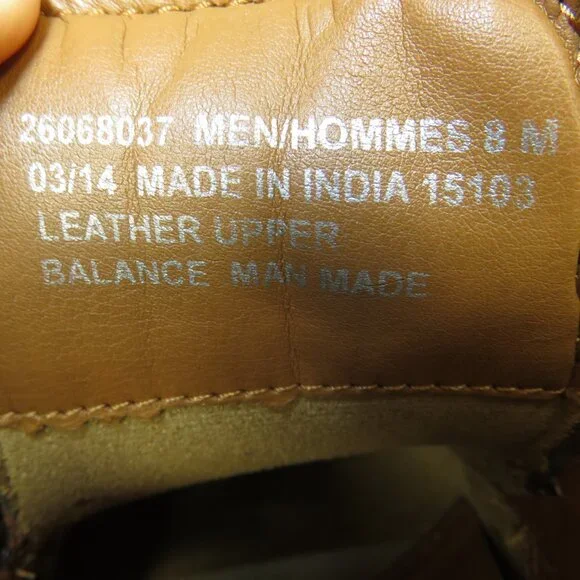 26068037 MEN/HOMMES 8 M
03/14 MADE IN INDIA 15103
LEATHER UPPER
BALANCE MAN MADE